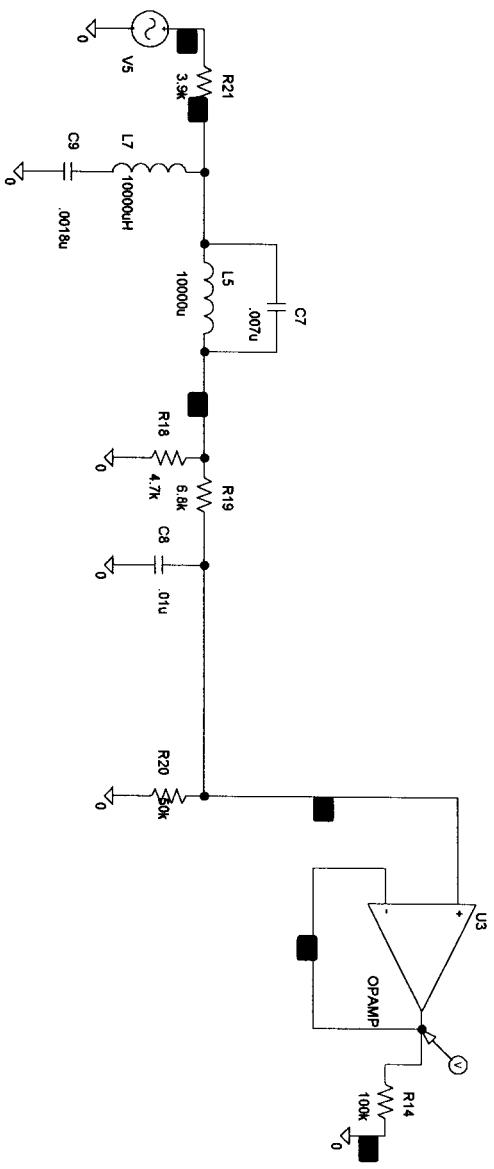 V5
0
R21
3.9k
L7
10000uH
C9
.0018u
0
C7
.007u
L5
10000u
R18
4.7k
0
R19
6.8k
C8
.01u
0
R20
50k
0
U3
+
-
OPAMP
V
R14
100k
0